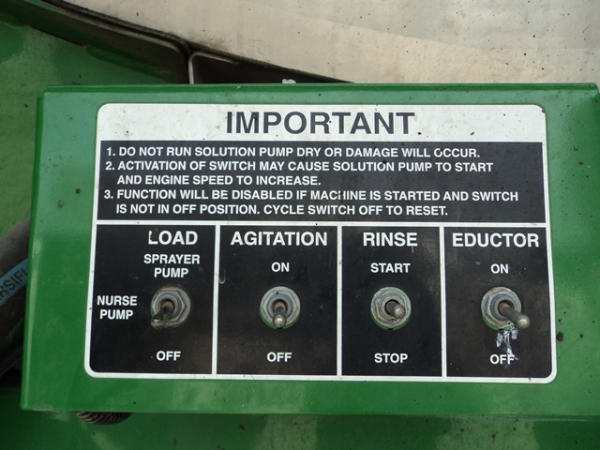 IMPORTANT
1. DO NOT RUN SOLUTION PUMP DRY OR DAMAGE WILL OCCUR.
2. ACTIVATION OF SWITCH MAY CAUSE SOLUTION PUMP TO START
AND ENGINE SPEED TO INCREASE.
3. FUNCTION WILL BE DISABLED IF MACHINE IS STARTED AND SWITCH
IS NOT IN OFF POSITION. CYCLE SWITCH OFF TO RESET.
LOAD
SPRAYER
PUMP
NURSE
PUMP
OFF
AGITATION
ON
OFF
RINSE
START
STOP
EDUCTOR
ON
OFF